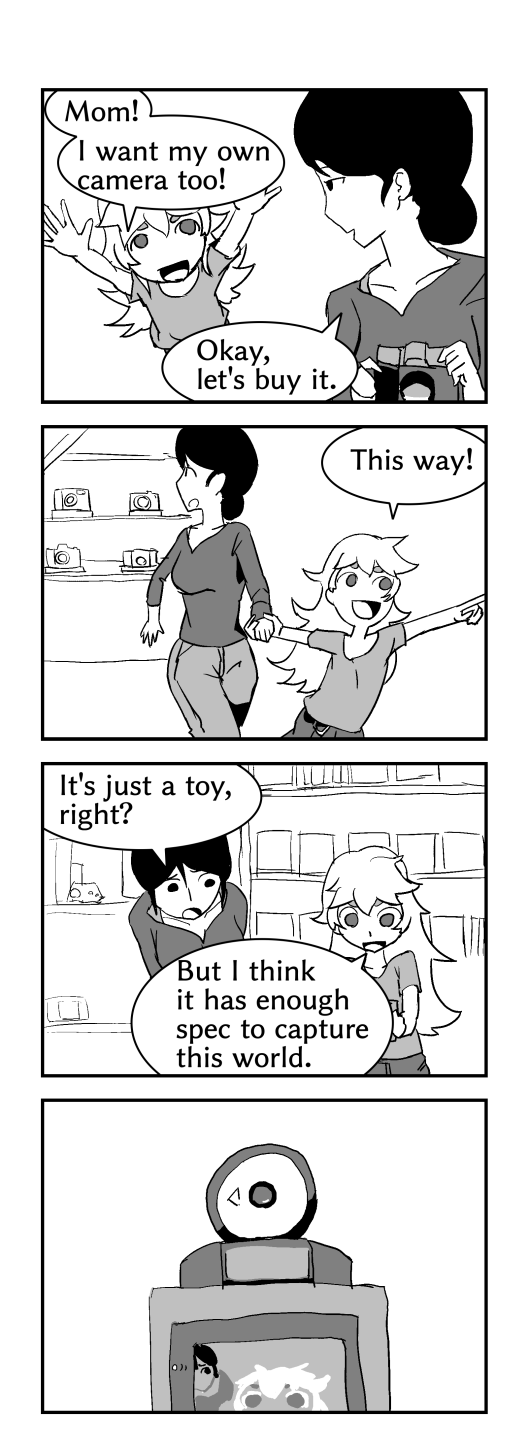 Mom!
I want my own
camera too!
Okay,
let's buy it.
This way!
It's just a toy,
right?
But I think
it has enough
spec to capture
this world.